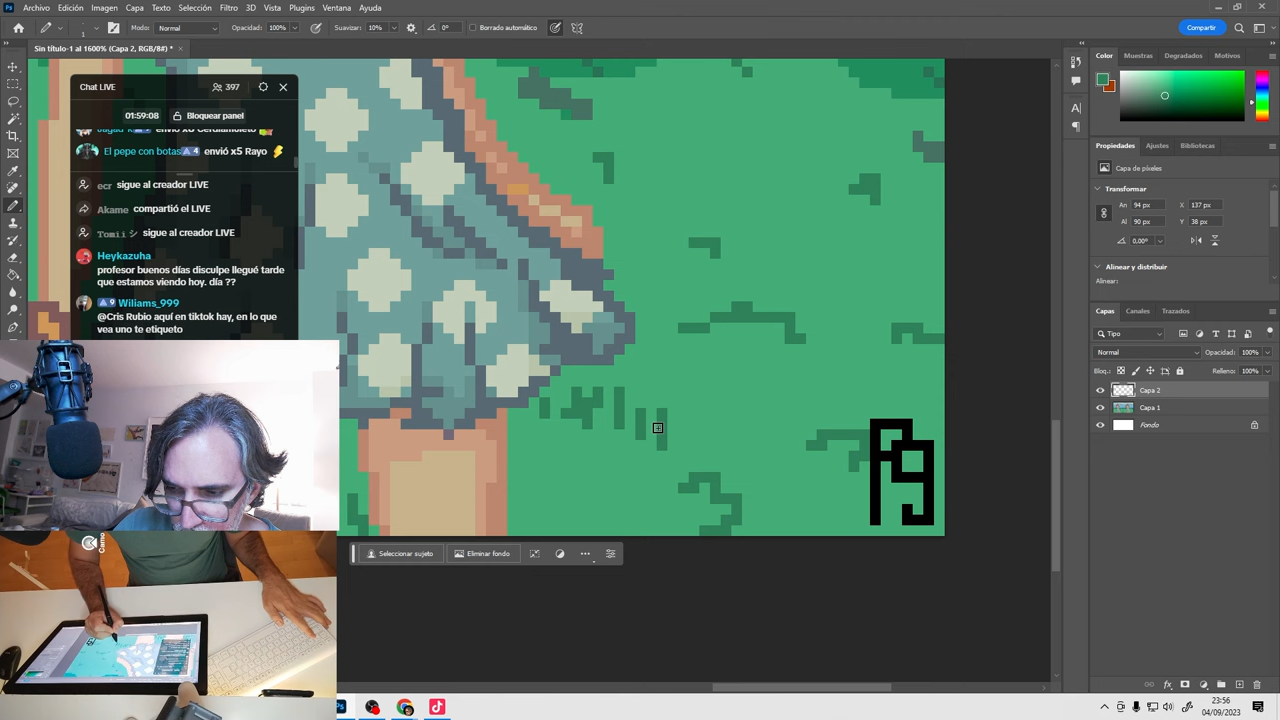 Archivo Edición Imagen Capa Texto Selección Filtro 3D Vista Plugins Ventana Ayuda
Modo: Normal Opacidad: 100% Suavizar: 10% 0° Borrado automático Compartir
Sin título-1 al 1600% (Capa 2, RGB/8#) *
Chat LIVE 397
01:59:08 Bloquear panel
El pepe con botas 4 envió x5 Rayo
ecr sigue al creador LIVE
Akame compartió el LIVE
Tomii シ sigue al creador LIVE
Heykazuha
profesor buenos días disculpe llegué tarde
que estamos viendo hoy. día ??
9 Wiliams_999
@Cris Rubio aquí en tiktok hay, en lo que
vea uno te etiqueto
Camo
Seleccionar sujeto Eliminar fondo
Color Muestras Degradados Motivos
Propiedades Ajustes Bibliotecas
Capa de píxeles
Transformar
An 94 px X 137 px
Al 90 px Y 38 px
0,00°
Alinear y distribuir
Alinear:
Capas Canales Trazados
Tipo
Normal Opacidad: 100%
Bloq.: Relleno: 100%
Capa 2
Capa 1
Fondo
23:56
04/09/2023